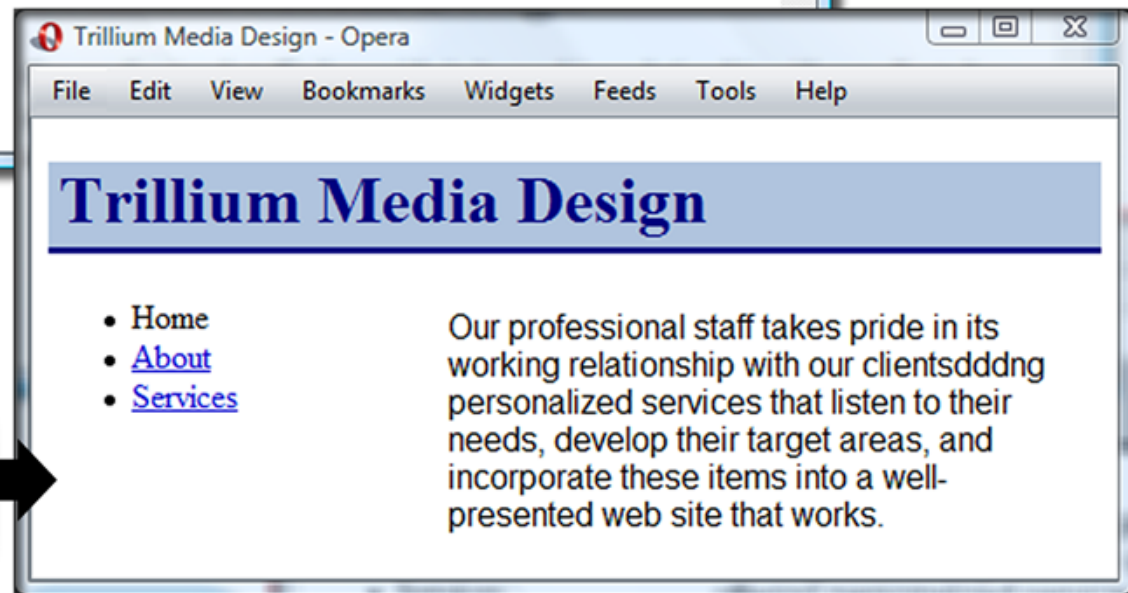 Trillium Media Design - Opera
File Edit View Bookmarks Widgets Feeds Tools Help
Trillium Media Design
• Home
• About
• Services
Our professional staff takes pride in its
working relationship with our clientsdddng
personalized services that listen to their
needs, develop their target areas, and
incorporate these items into a well-
presented web site that works.